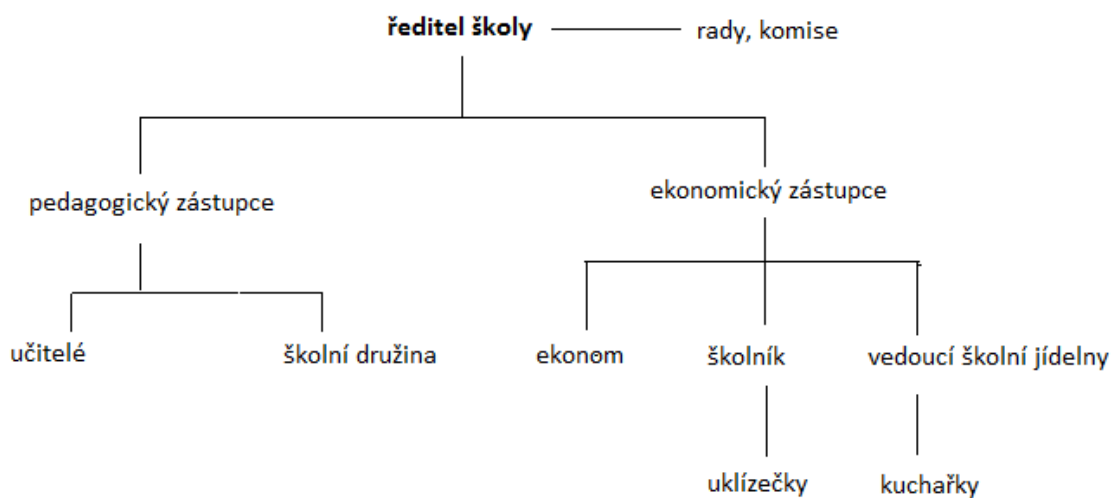 ředitel školy
rady, komise
pedagogický zástupce
ekonomický zástupce
učitelé
školní družina
ekonom
školník
vedoucí školní jídelny
uklízečky
kuchařky